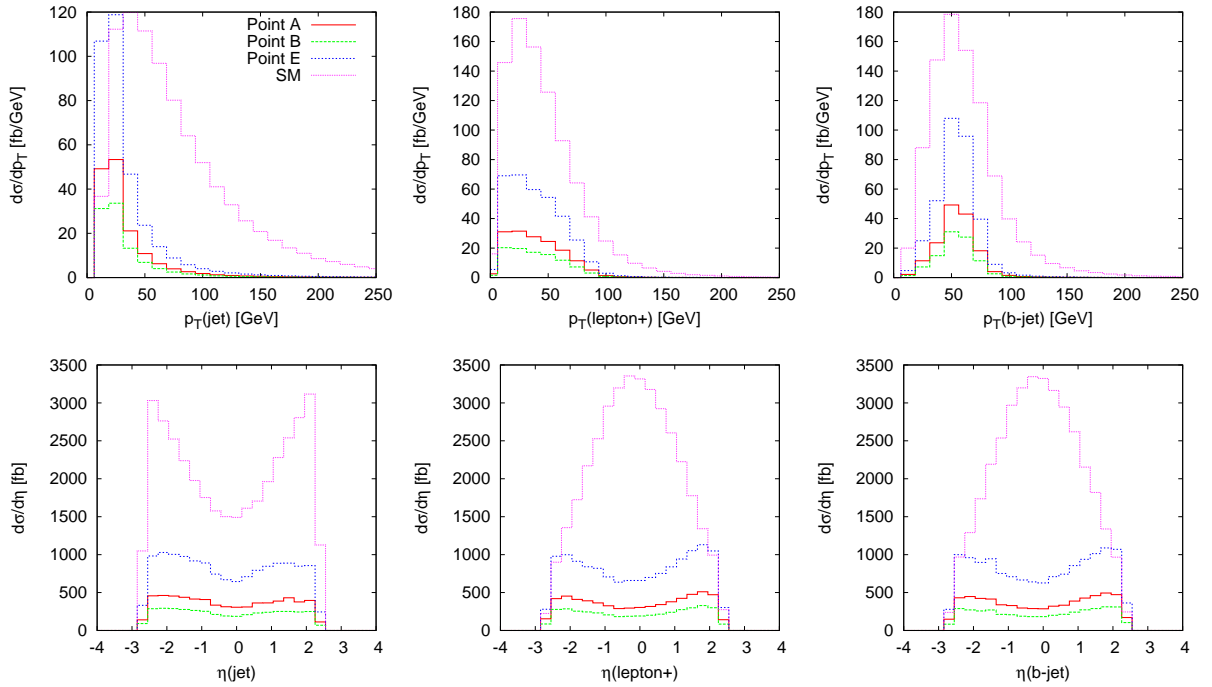 dσ/dp_T [fb/GeV]
120
100
80
60
40
20
0
0 50 100 150 200 250
p_T(jet) [GeV]
Point A
Point B
Point E
SM
dσ/dp_T [fb/GeV]
180
160
140
120
100
80
60
40
20
0
0 50 100 150 200 250
p_T(lepton+) [GeV]
dσ/dp_T [fb/GeV]
180
160
140
120
100
80
60
40
20
0
0 50 100 150 200 250
p_T(b-jet) [GeV]
dσ/dη [fb]
3500
3000
2500
2000
1500
1000
500
0
-4 -3 -2 -1 0 1 2 3 4
η(jet)
dσ/dη [fb]
3500
3000
2500
2000
1500
1000
500
0
-4 -3 -2 -1 0 1 2 3 4
η(lepton+)
dσ/dη [fb]
3500
3000
2500
2000
1500
1000
500
0
-4 -3 -2 -1 0 1 2 3 4
η(b-jet)